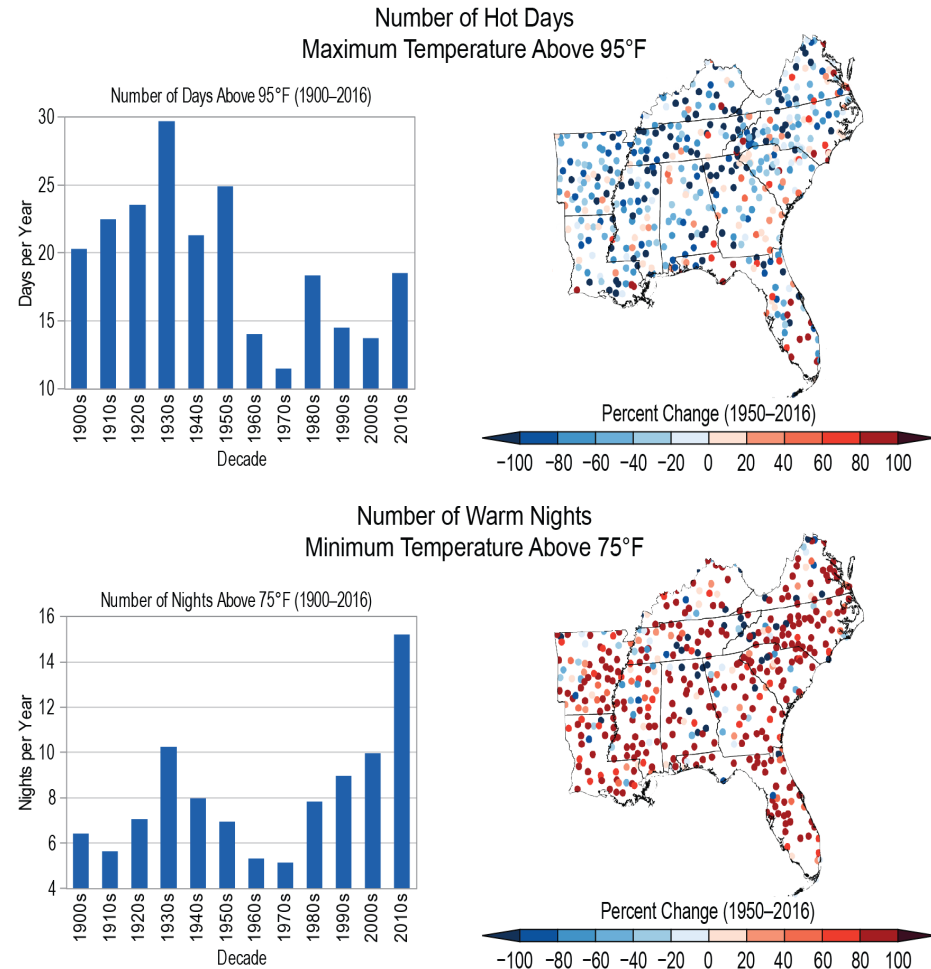 Number of Hot Days
Maximum Temperature Above 95°F
Number of Days Above 95°F (1900–2016)
Days per Year
30
25
20
15
10
1900s 1910s 1920s 1930s 1940s 1950s 1960s 1970s 1980s 1990s 2000s 2010s
Decade
Percent Change (1950–2016)
−100 −80 −60 −40 −20 0 20 40 60 80 100
Number of Warm Nights
Minimum Temperature Above 75°F
Number of Nights Above 75°F (1900–2016)
Nights per Year
16
14
12
10
8
6
4
1900s 1910s 1920s 1930s 1940s 1950s 1960s 1970s 1980s 1990s 2000s 2010s
Decade
Percent Change (1950–2016)
−100 −80 −60 −40 −20 0 20 40 60 80 100